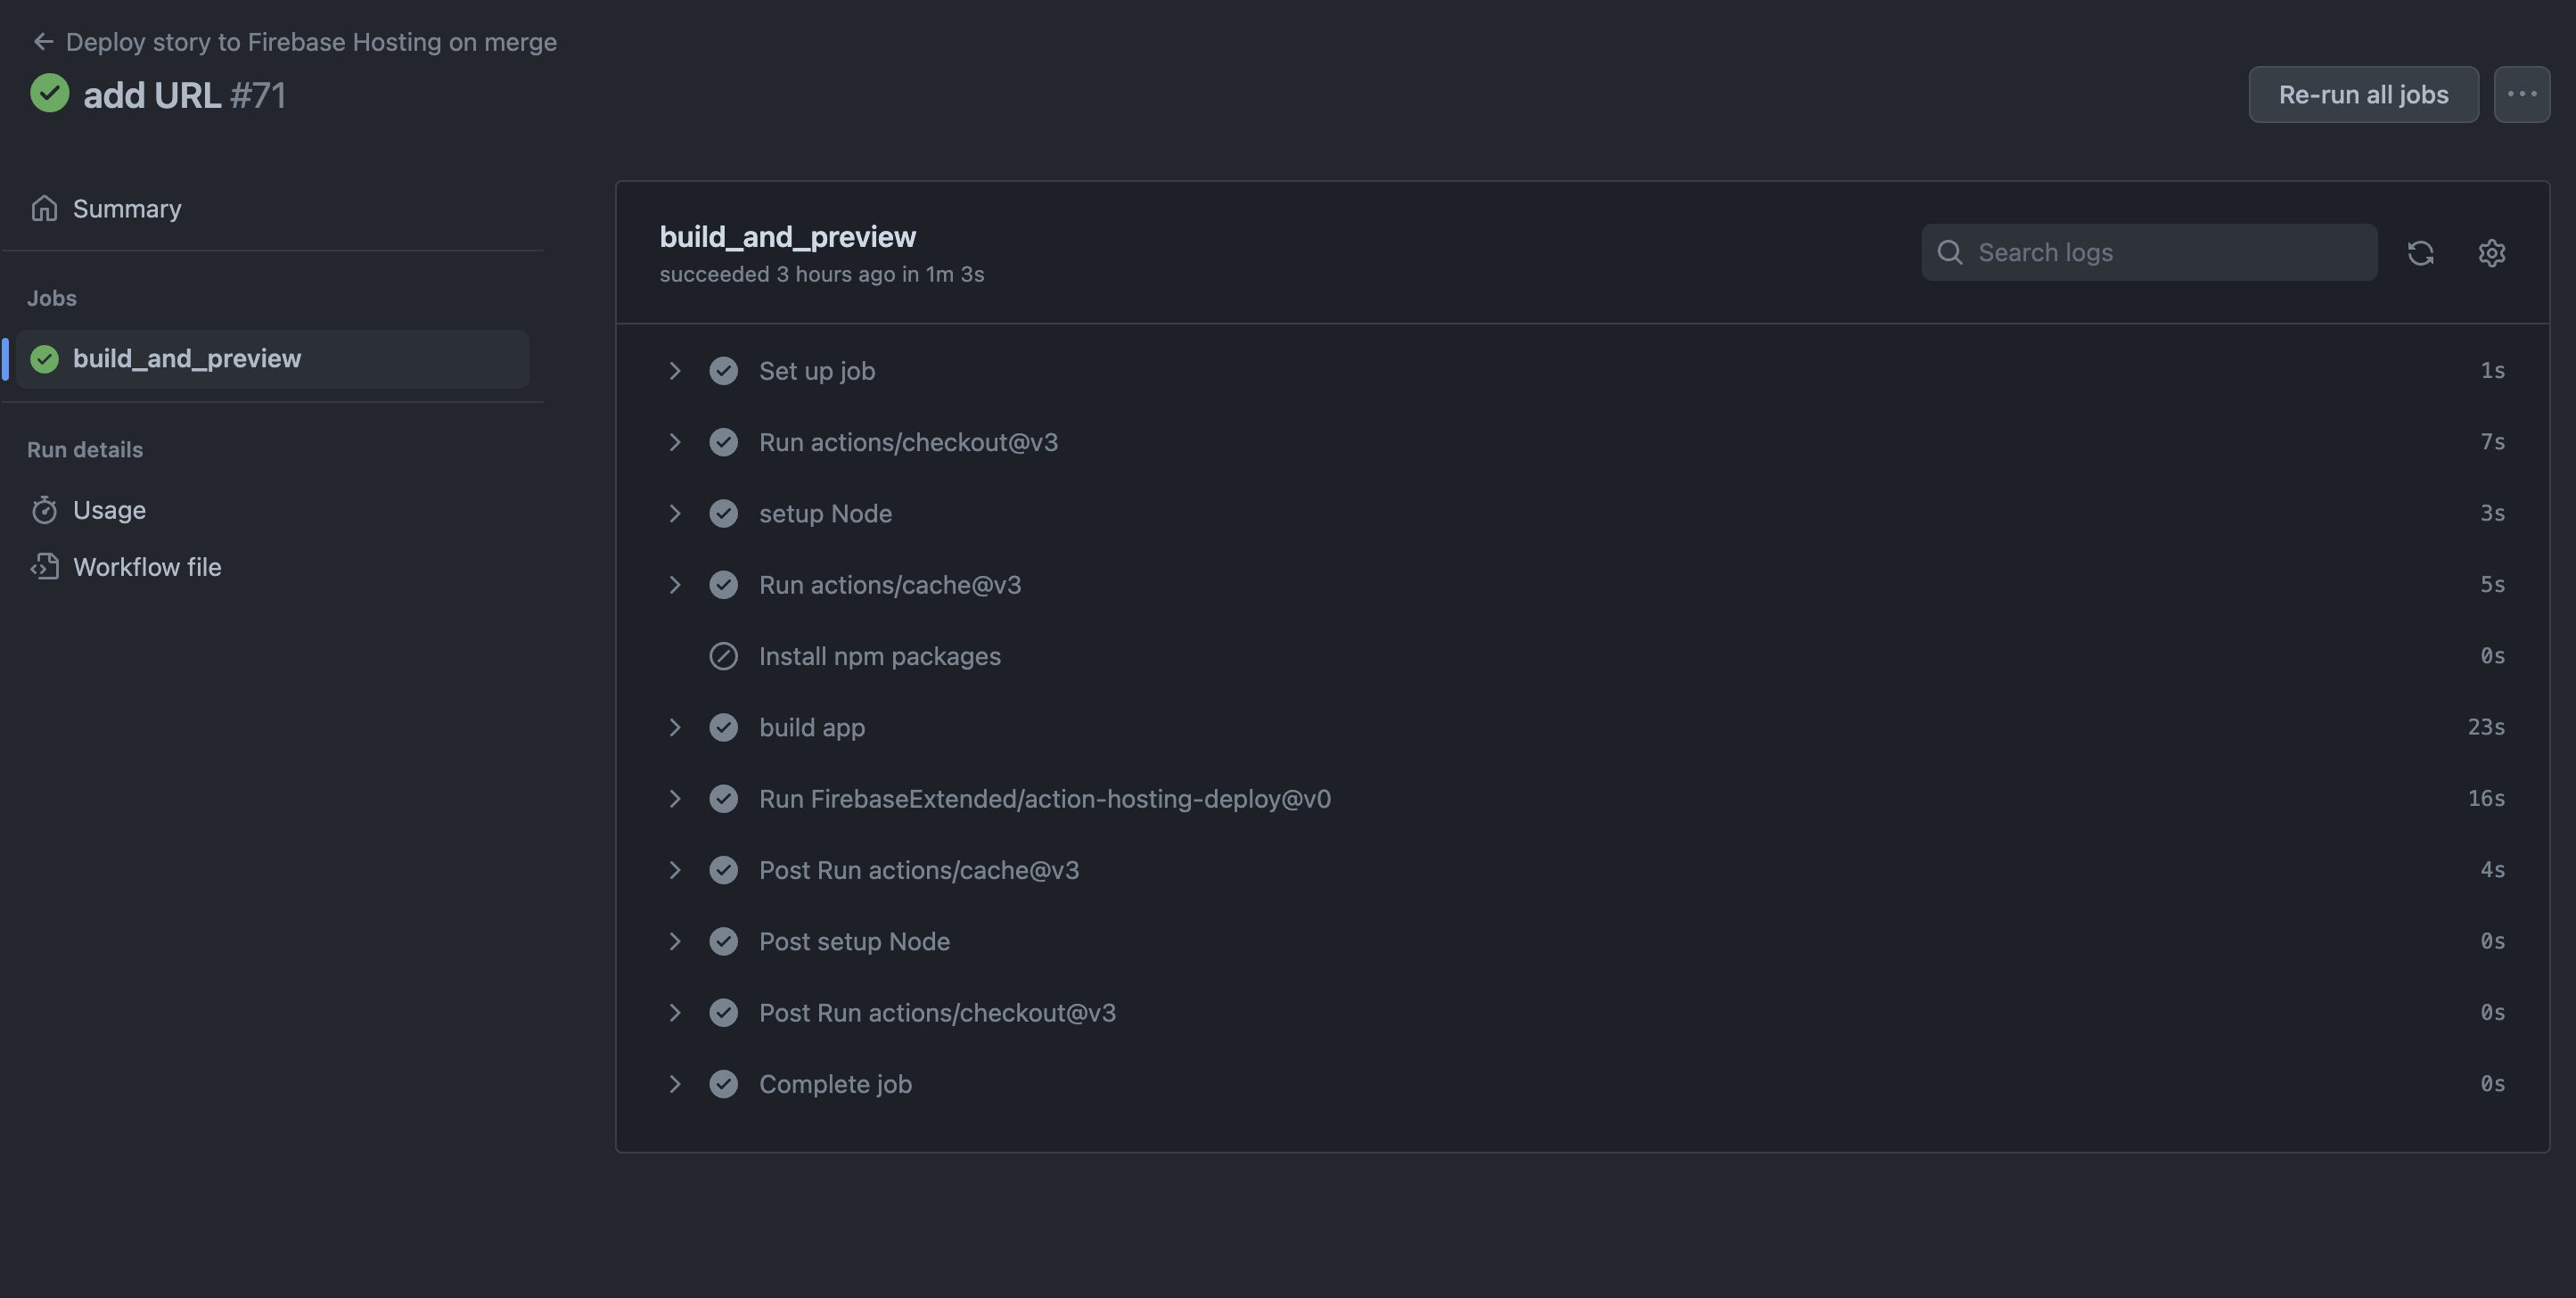 Deploy story to Firebase Hosting on merge
add URL #71
Re-run all jobs
Summary
Jobs
build_and_preview
Run details
Usage
Workflow file
build_and_preview
succeeded 3 hours ago in 1m 3s
Search logs
Set up job 1s
Run actions/checkout@v3 7s
setup Node 3s
Run actions/cache@v3 5s
Install npm packages 0s
build app 23s
Run FirebaseExtended/action-hosting-deploy@v0 16s
Post Run actions/cache@v3 4s
Post setup Node 0s
Post Run actions/checkout@v3 0s
Complete job 0s